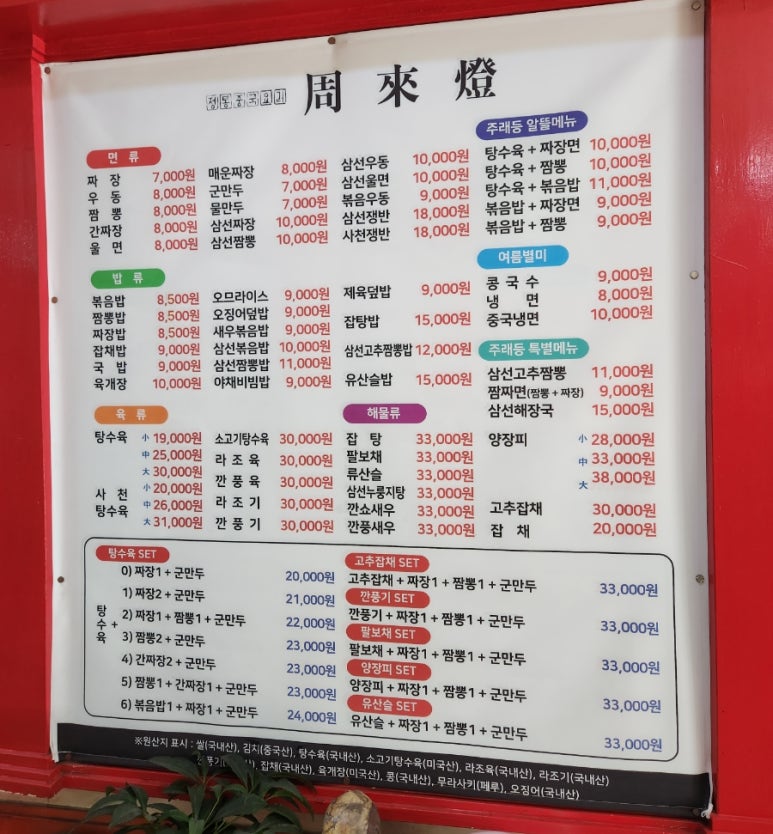 정통중국요리 周來燈
면 류
짜 장 7,000원
우 동 8,000원
짬 뽕 8,000원
간짜장 8,000원
울 면 8,000원
매운짜장 8,000원
군만두 7,000원
물만두 7,000원
삼선짜장 10,000원
삼선짬뽕 10,000원
삼선우동 10,000원
삼선울면 10,000원
볶음우동 9,000원
삼선쟁반 18,000원
사천쟁반 18,000원
주래등 알뜰메뉴
탕수육 + 짜장면 10,000원
탕수육 + 짬뽕 10,000원
탕수육 + 볶음밥 11,000원
볶음밥 + 짜장면 9,000원
볶음밥 + 짬뽕 9,000원
여름별미
콩 국 수 9,000원
냉 면 8,000원
중국냉면 10,000원
밥 류
볶음밥 8,500원
짬뽕밥 8,500원
짜장밥 8,500원
잡채밥 9,000원
국 밥 9,000원
육개장 10,000원
오므라이스 9,000원
오징어덮밥 9,000원
새우볶음밥 9,000원
삼선볶음밥 10,000원
삼선짬뽕밥 11,000원
야채비빔밥 9,000원
제육덮밥 9,000원
잡탕밥 15,000원
삼선고추짬뽕밥 12,000원
유산슬밥 15,000원
주래등 특별메뉴
삼선고추짬뽕 11,000원
짬짜면(짬뽕 + 짜장) 9,000원
삼선해장국 15,000원
육 류
탕수육 小 19,000원
中 25,000원
大 30,000원
사 천 탕수육 小 20,000원
中 26,000원
大 31,000원
소고기탕수육 30,000원
라 조 육 30,000원
깐 풍 육 30,000원
라 조 기 30,000원
깐 풍 기 30,000원
해물류
잡 탕 33,000원
팔보채 33,000원
류산슬 33,000원
삼선누룽지탕 33,000원
깐쇼새우 33,000원
깐풍새우 33,000원
양장피 小 28,000원
中 33,000원
大 38,000원
고추잡채 30,000원
잡 채 20,000원
탕수육 SET
탕수육 +
0) 짜장1 + 군만두 20,000원
1) 짜장2 + 군만두 21,000원
2) 짜장1 + 짬뽕1 + 군만두 22,000원
3) 짬뽕2 + 군만두 23,000원
4) 간짜장2 + 군만두 23,000원
5) 짬뽕1 + 간짜장1 + 군만두 23,000원
6) 볶음밥1 + 짜장1 + 군만두 24,000원
고추잡채 SET
고추잡채 + 짜장1 + 짬뽕1 + 군만두 33,000원
깐풍기 SET
깐풍기 + 짜장1 + 짬뽕1 + 군만두 33,000원
팔보채 SET
팔보채 + 짜장1 + 짬뽕1 + 군만두 33,000원
양장피 SET
양장피 + 짜장1 + 짬뽕1 + 군만두 33,000원
유산슬 SET
유산슬 + 짜장1 + 짬뽕1 + 군만두 33,000원
※원산지 표시 : 쌀(국내산), 김치(중국산), 탕수육(국내산), 소고기탕수육(미국산), 라조육(국내산), 라조기(국내산)
잡채(국내산), 육개장(미국산), 콩(국내산), 무라사키(페루), 오징어(국내산)